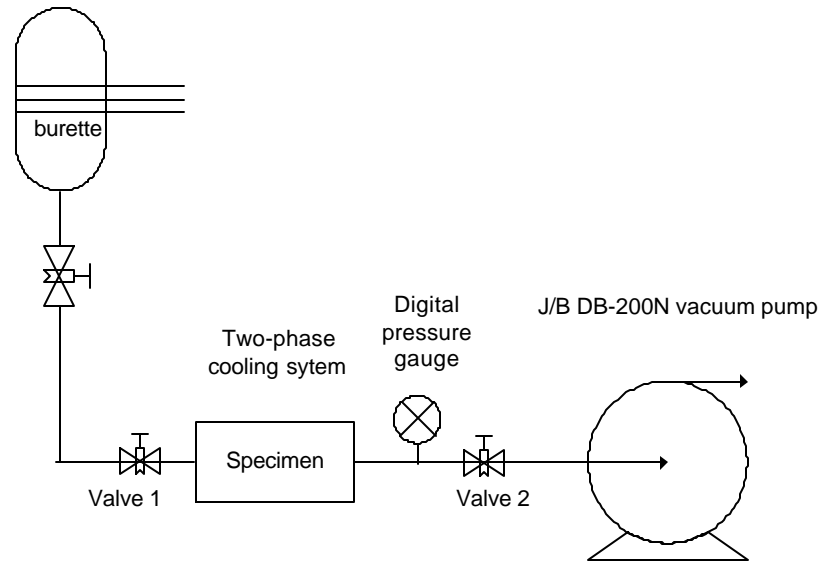 burette
Digital
pressure
gauge
J/B DB-200N vacuum pump
Two-phase
cooling sytem
Specimen
Valve 1
Valve 2